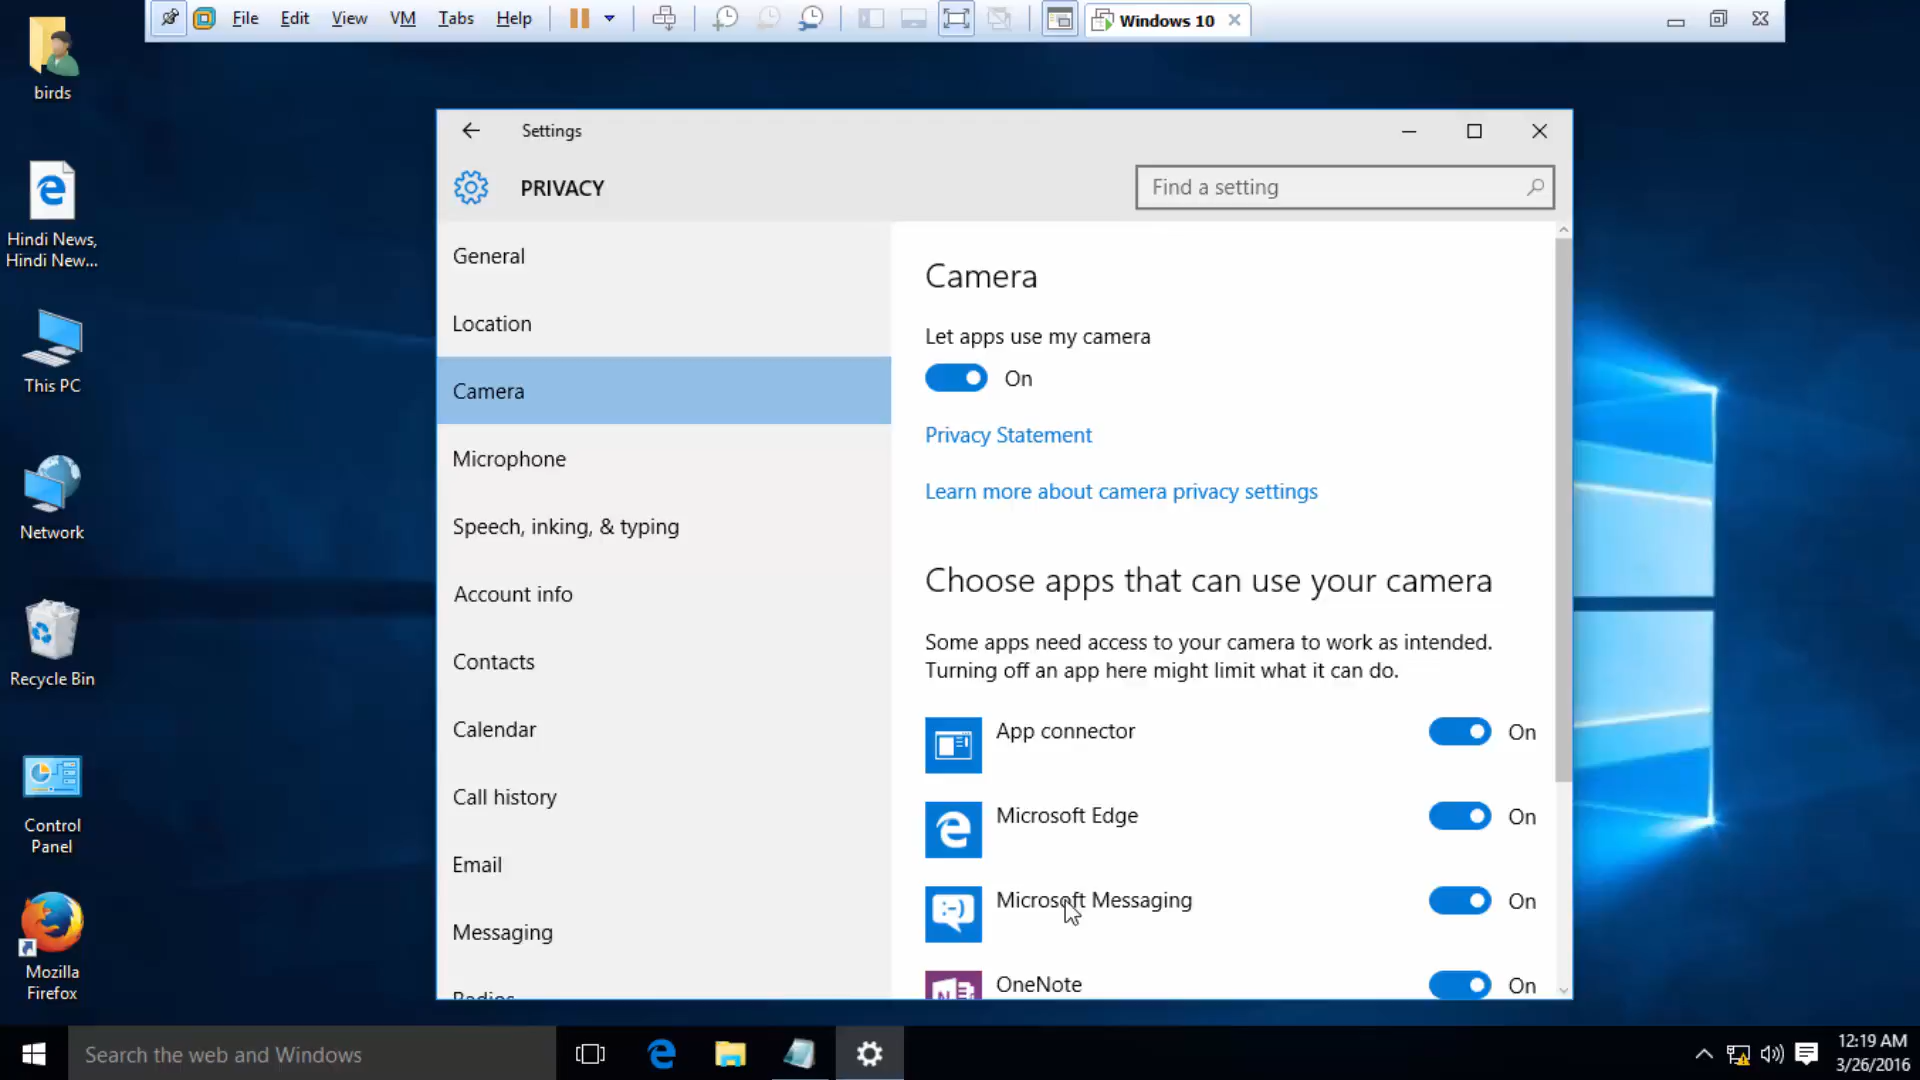 File Edit View VM Tabs Help
Windows 10
birds
Hindi News,
Hindi New...
This PC
Network
Recycle Bin
Control
Panel
Mozilla
Firefox
Settings
PRIVACY
Find a setting
General
Location
Camera
Microphone
Speech, inking, & typing
Account info
Contacts
Calendar
Call history
Email
Messaging
Radios
Camera
Let apps use my camera
On
Privacy Statement
Learn more about camera privacy settings
Choose apps that can use your camera
Some apps need access to your camera to work as intended.
Turning off an app here might limit what it can do.
App connector On
Microsoft Edge On
Microsoft Messaging On
OneNote On
Search the web and Windows
12:19 AM
3/26/2016